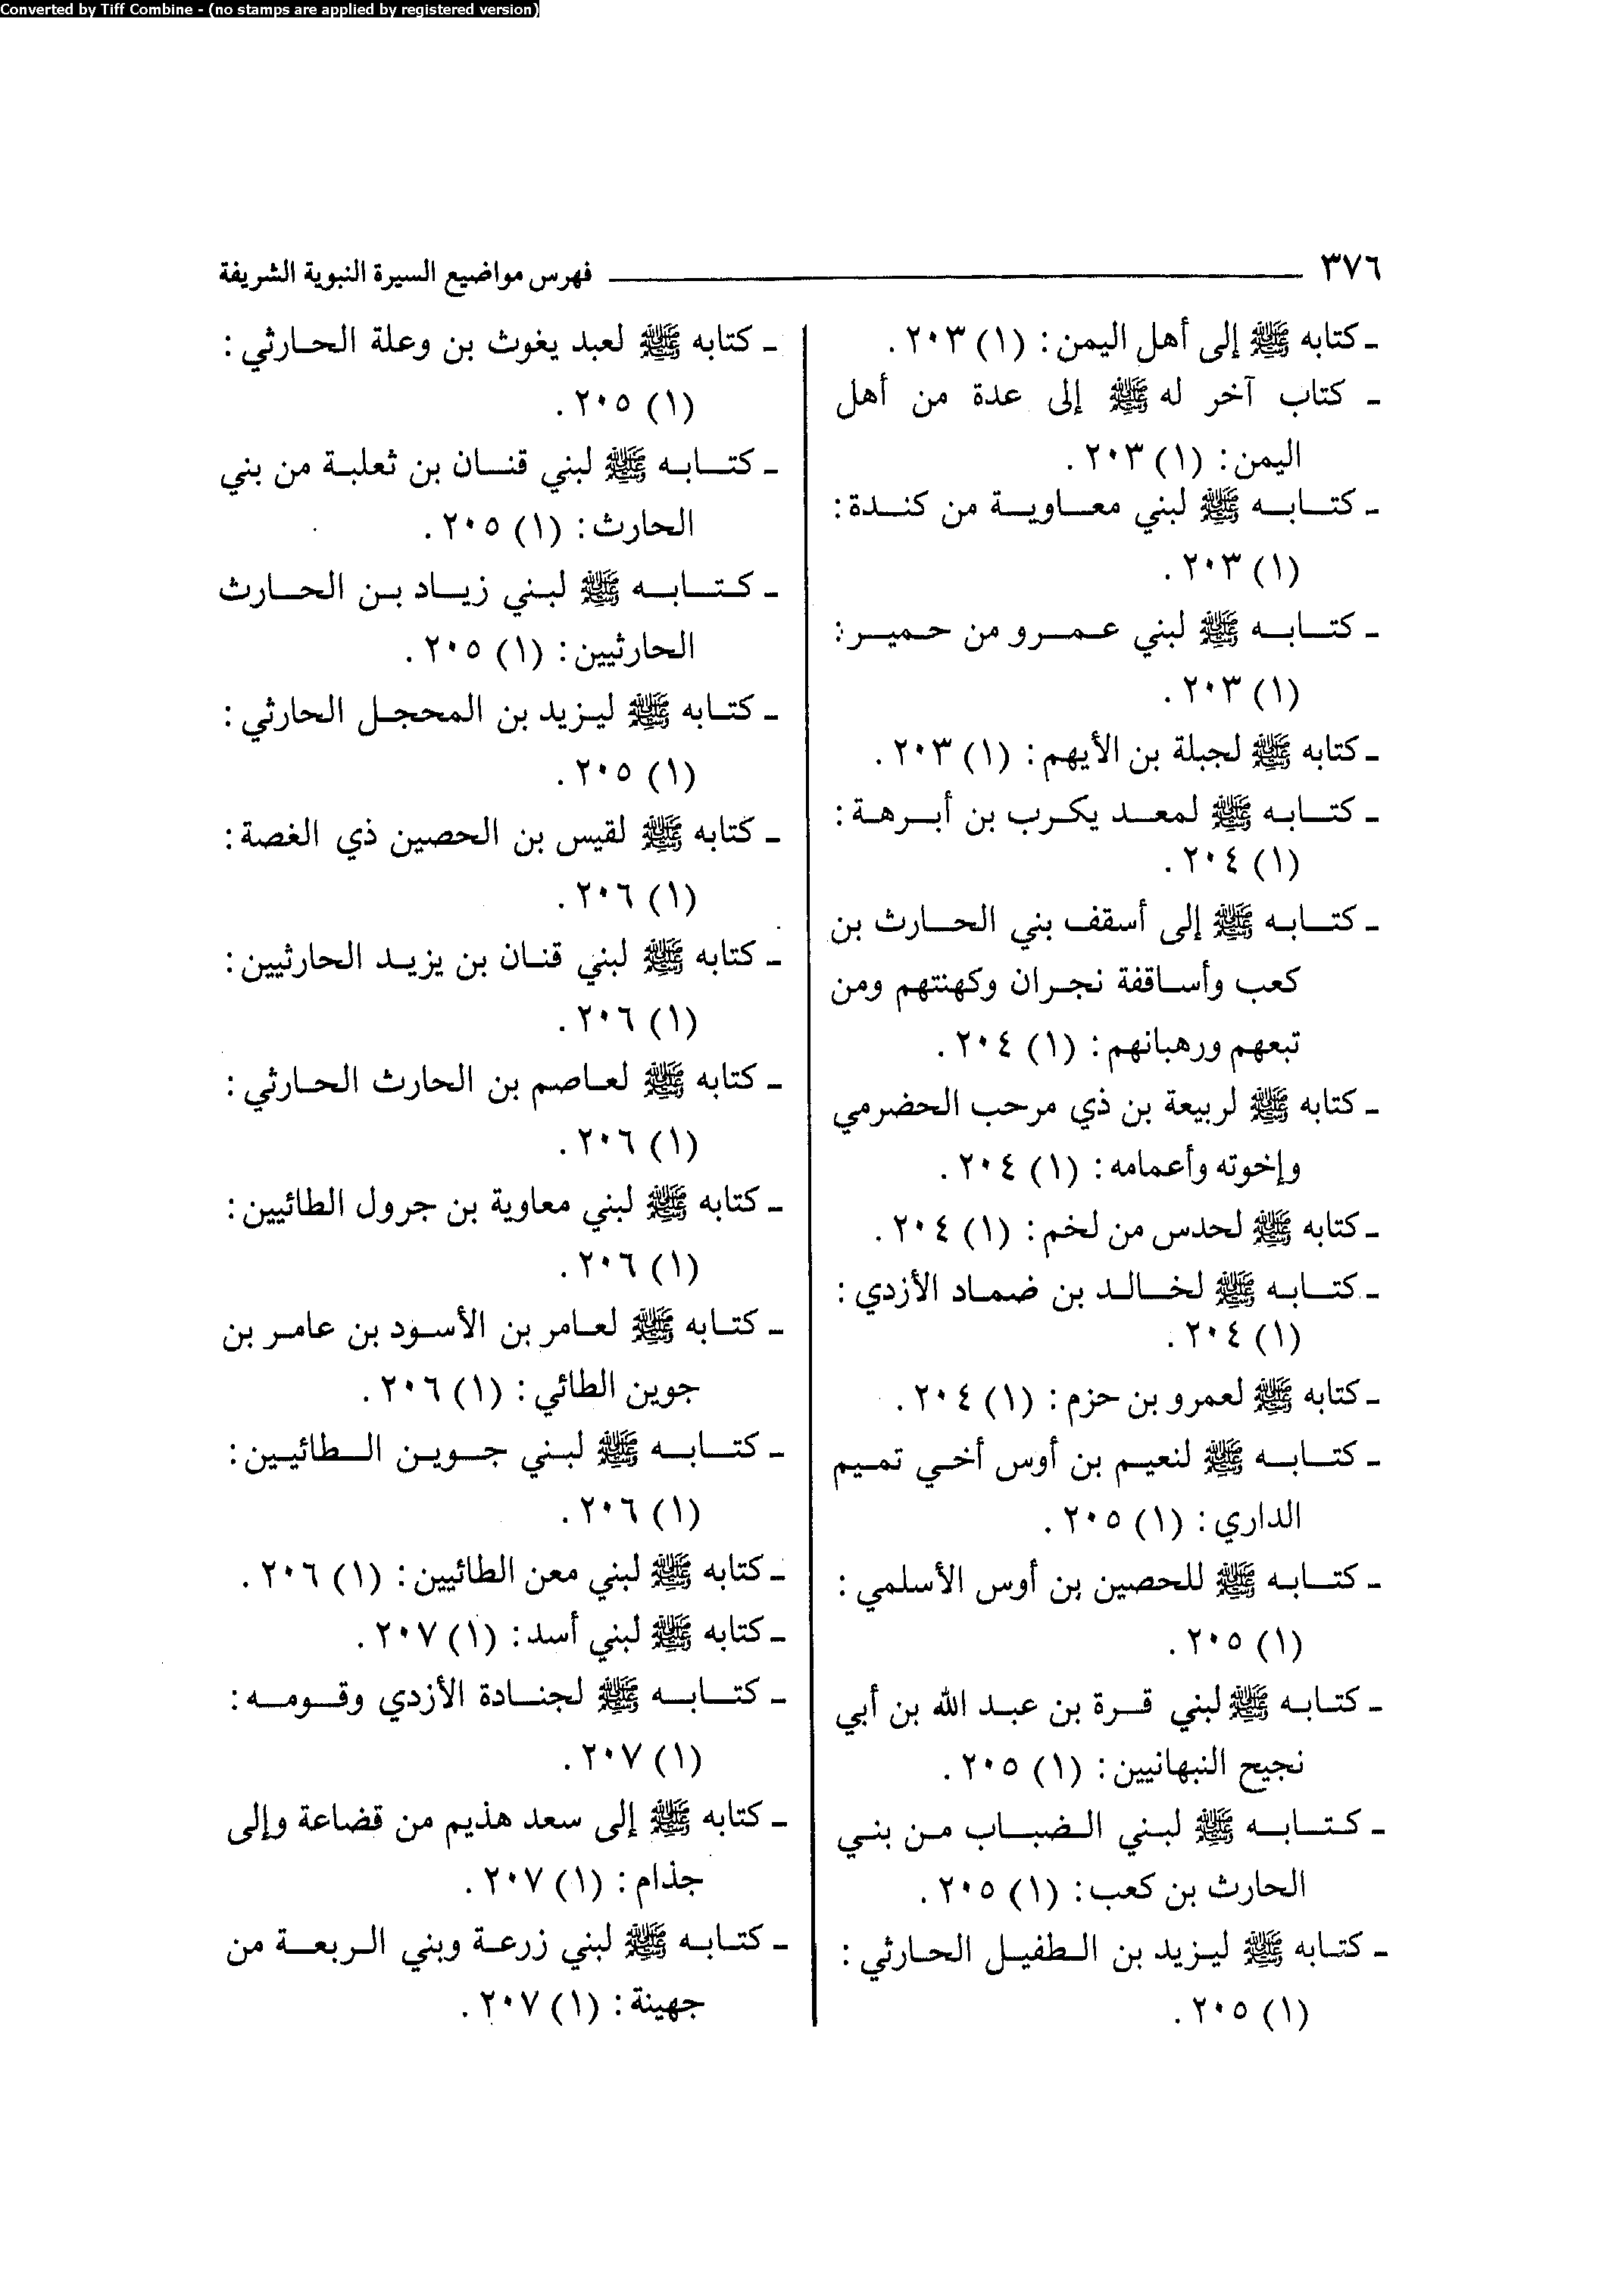 Converted by Tiff Combine - (no stamps are applied by registered version)
٣٧٦ فهرس مواضيع السيرة النبوية الشريفة
- كتابه ﷺ إلى أهل اليمن: (١) ٢٠٣.
- كتاب آخر له ﷺ إلى عدة من أهل
اليمن: (١) ٢٠٣.
- كتابه ﷺ لبني معاوية من كندة:
(١) ٢٠٣.
- كتابه ﷺ لبني عمرو من حمير:
(١) ٢٠٣.
- كتابه ﷺ لجبلة بن الأيهم: (١) ٢٠٣.
- كتابه ﷺ لمعد يكرب بن أبرهة:
(١) ٢٠٤.
- كتابه ﷺ إلى أسقف بني الحارث بن
كعب وأساقفة نجران وكهنتهم ومن
تبعهم ورهبانهم: (١) ٢٠٤.
- كتابه ﷺ لربيعة بن ذي مرحب الحضرمي
وإخوته وأعمامه: (١) ٢٠٤.
- كتابه ﷺ لحدس من لخم: (١) ٢٠٤.
- كتابه ﷺ لخالد بن ضماد الأزدي:
(١) ٢٠٤.
- كتابه ﷺ لعمرو بن حزم: (١) ٢٠٤.
- كتابه ﷺ لنعيم بن أوس أخي تميم
الداري: (١) ٢٠٥.
- كتابه ﷺ للحصين بن أوس الأسلمي:
(١) ٢٠٥.
- كتابه ﷺ لبني قرة بن عبد الله بن أبي
نجيح النبهانيين: (١) ٢٠٥.
- كتابه ﷺ لبني الضباب من بني
الحارث بن كعب: (١) ٢٠٥.
- كتابه ﷺ ليزيد بن الطفيل الحارثي:
(١) ٢٠٥.
- كتابه ﷺ لعبد يغوث بن وعلة الحارثي:
(١) ٢٠٥.
- كتابه ﷺ لبني قنان بن ثعلبة من بني
الحارث: (١) ٢٠٥.
- كتابه ﷺ لبني زياد بن الحارث
الحارثيين: (١) ٢٠٥.
- كتابه ﷺ ليزيد بن المحجل الحارثي:
(١) ٢٠٥.
- كتابه ﷺ لقيس بن الحصين ذي الغصة:
(١) ٢٠٦.
- كتابه ﷺ لبني قنان بن يزيد الحارثيين:
(١) ٢٠٦.
- كتابه ﷺ لعاصم بن الحارث الحارثي:
(١) ٢٠٦.
- كتابه ﷺ لبني معاوية بن جرول الطائيين:
(١) ٢٠٦.
- كتابه ﷺ لعامر بن الأسود بن عامر بن
جوين الطائي: (١) ٢٠٦.
- كتابه ﷺ لبني جوين الطائيين:
(١) ٢٠٦.
- كتابه ﷺ لبني معن الطائيين: (١) ٢٠٦.
- كتابه ﷺ لبني أسد: (١) ٢٠٧.
- كتابه ﷺ لجنادة الأزدي وقومه:
(١) ٢٠٧.
- كتابه ﷺ إلى سعد هذيم من قضاعة وإلى
جذام: (١) ٢٠٧.
- كتابه ﷺ لبني زرعة وبني الربعة من
جهينة: (١) ٢٠٧.